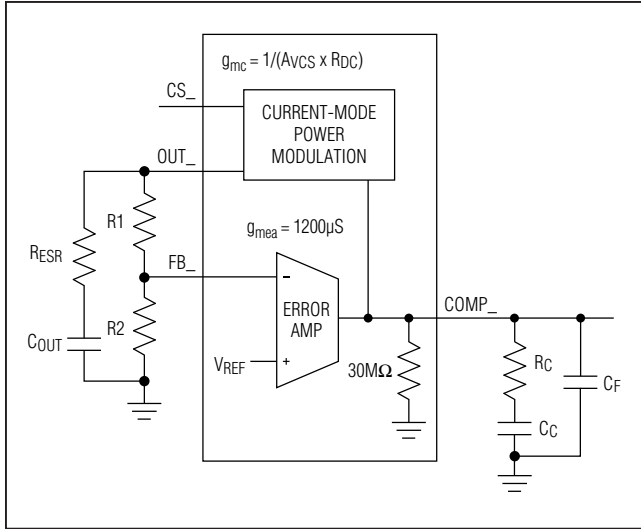 gmc = 1/(AVCS x RDC)
CS_
CURRENT-MODE
POWER
MODULATION
OUT_
R1
RESR
gmea = 1200µS
FB_
R2
COUT
ERROR
AMP
VREF
30MΩ
COMP_
RC
CF
CC